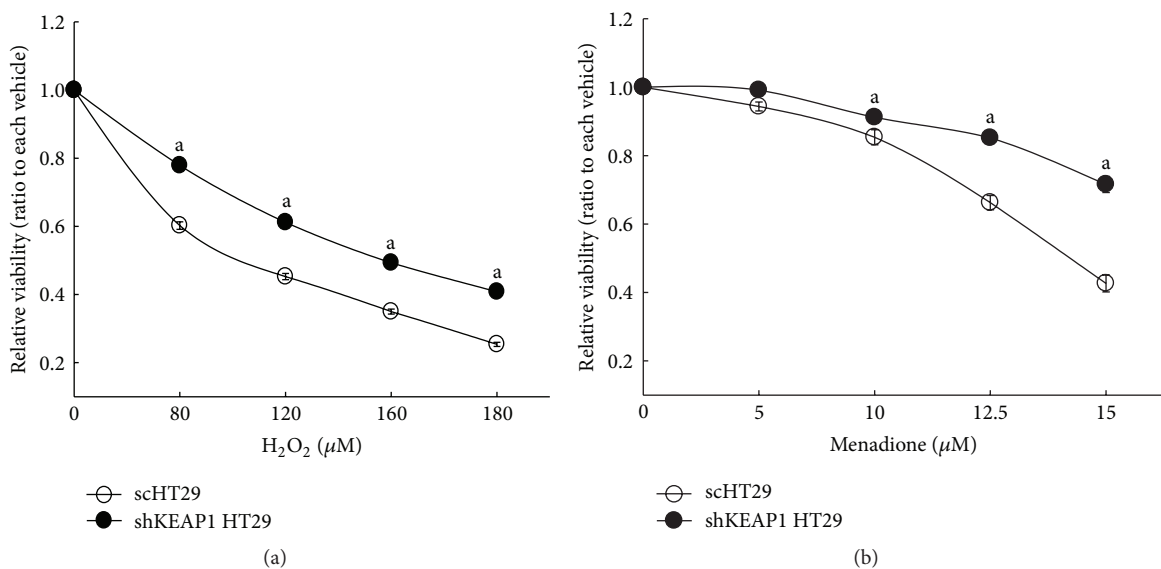 1.2
1.0
0.8
0.6
0.4
0.2
Relative viability (ratio to each vehicle)
a
a
a
a
0 80 120 160 180
H₂O₂ (μM)
scHT29
shKEAP1 HT29
(a)
1.2
1.0
0.8
0.6
0.4
0.2
Relative viability (ratio to each vehicle)
a
a
a
0 5 10 12.5 15
Menadione (μM)
scHT29
shKEAP1 HT29
(b)